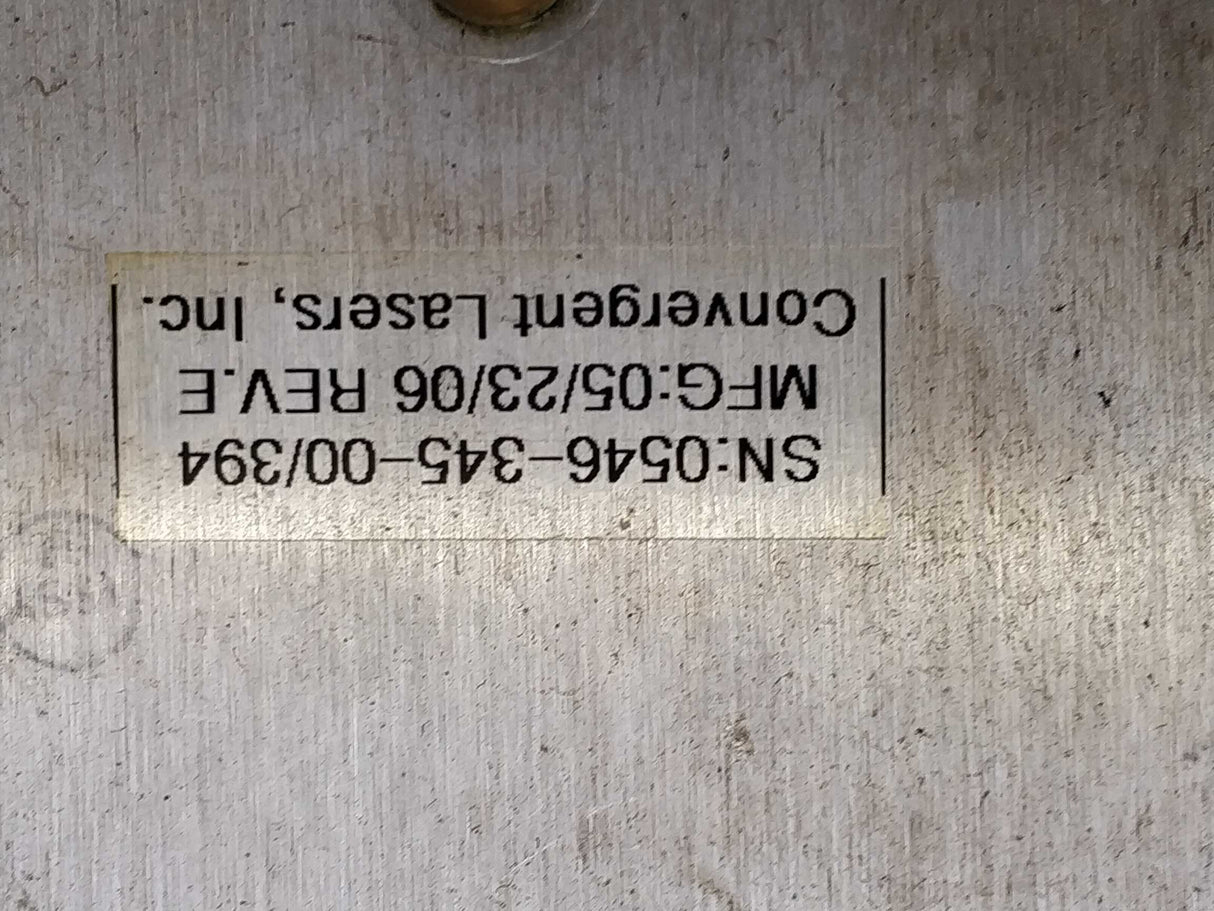 SN:0546-345-00/394
MFG:05/23/06 REV.E
Convergent Lasers, Inc.